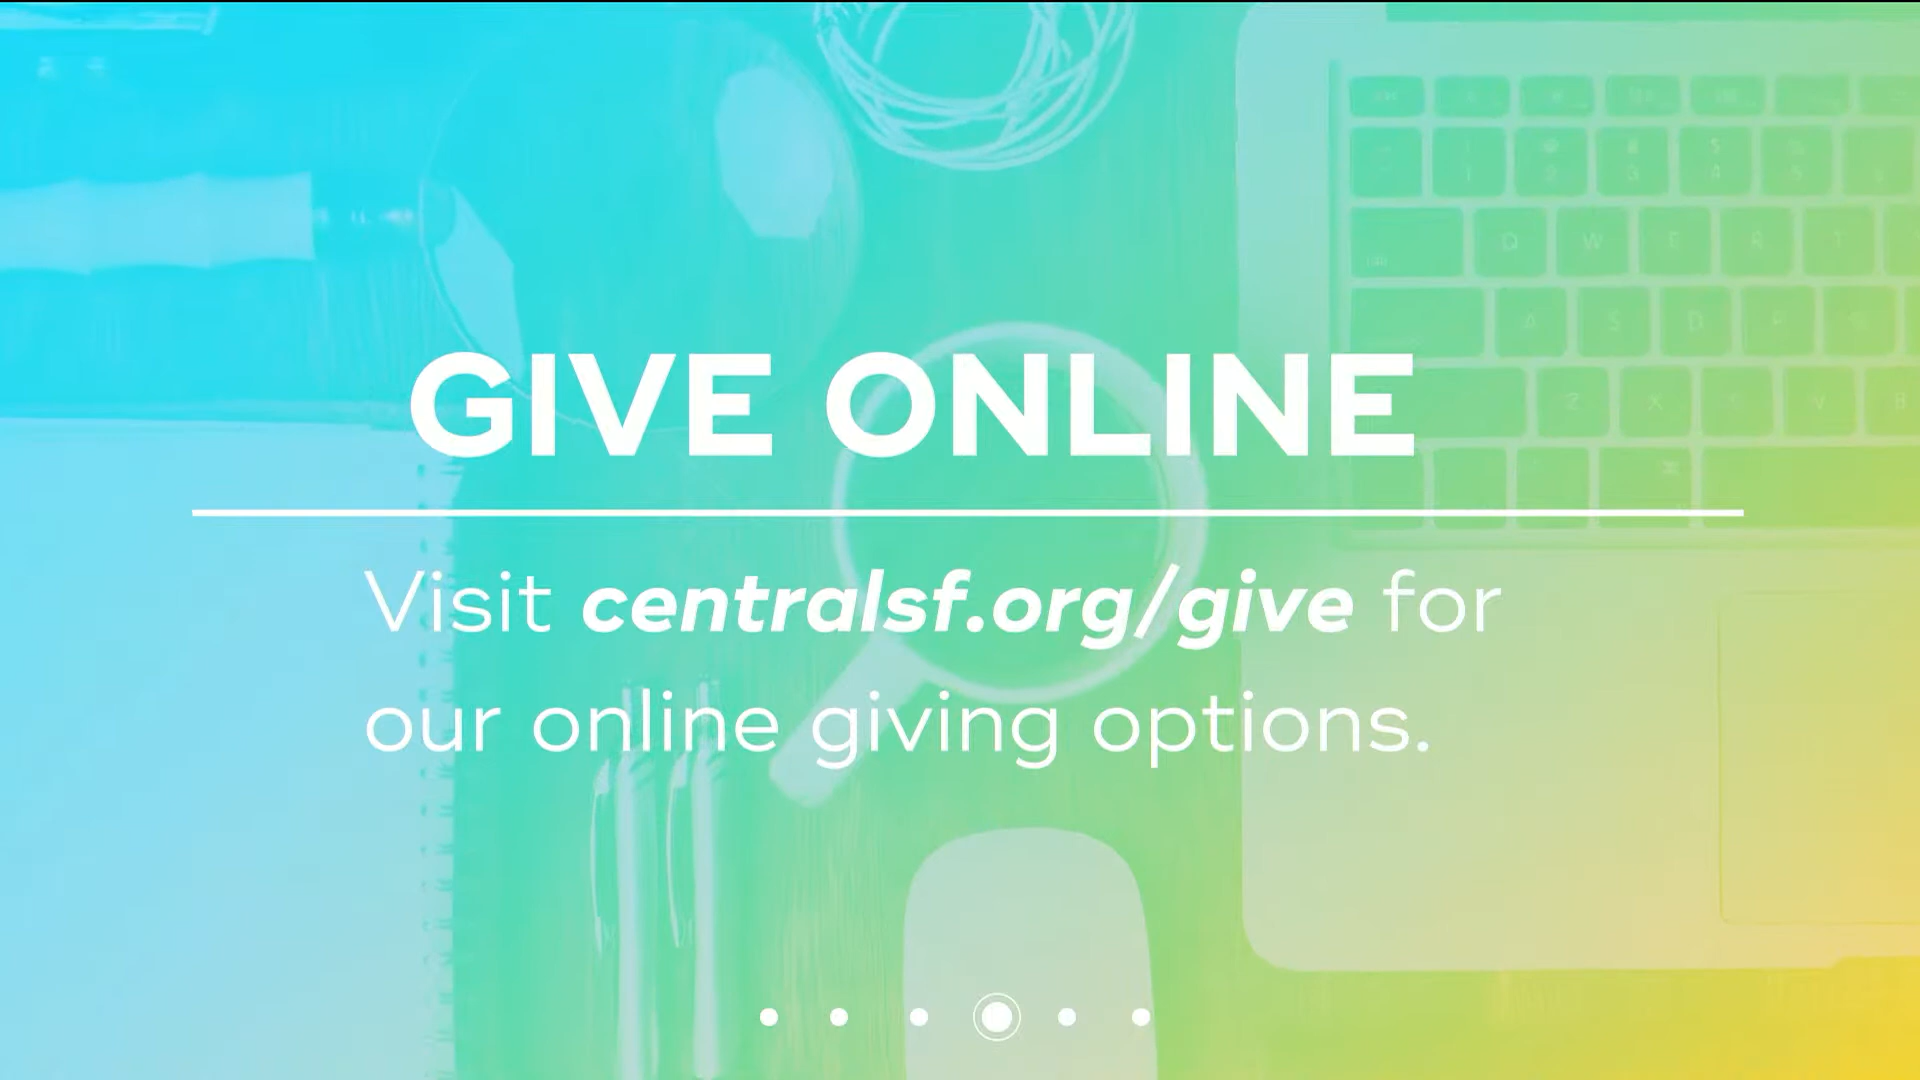 GIVE ONLINE
Visit centralsf.org/give for
our online giving options.